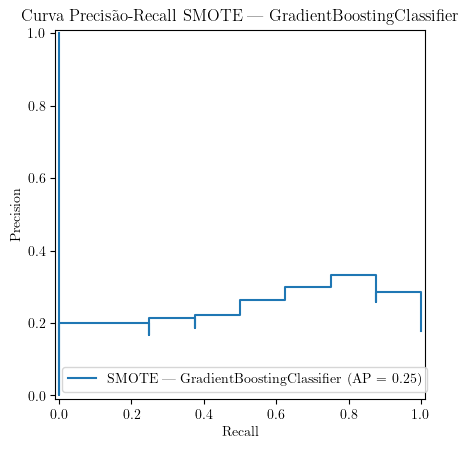 Curva Precisão-Recall SMOTE — GradientBoostingClassifier
1.0
0.8
0.6
0.4
0.2
0.0
Precision
SMOTE — GradientBoostingClassifier (AP = 0.25)
0.0 0.2 0.4 0.6 0.8 1.0
Recall